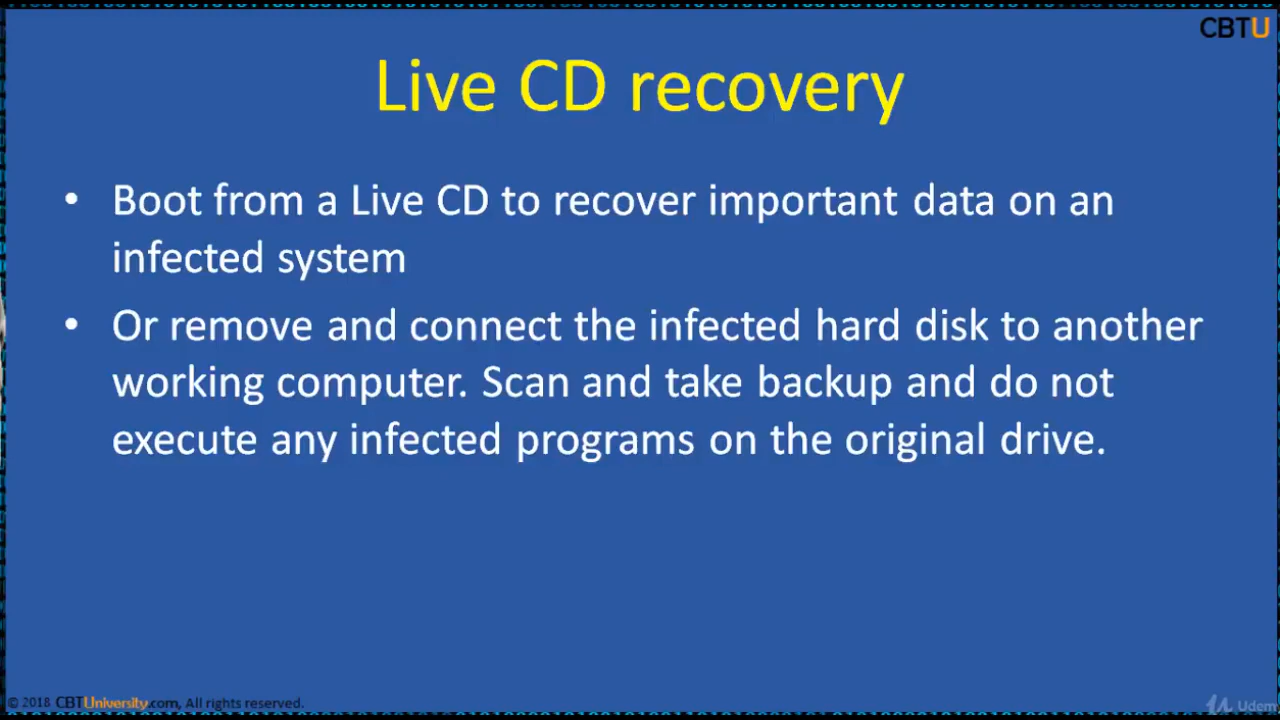 CBTU
Live CD recovery
• Boot from a Live CD to recover important data on an
infected system
• Or remove and connect the infected hard disk to another
working computer. Scan and take backup and do not
execute any infected programs on the original drive.
© 2018 CBTUniversity.com, All rights reserved.
Udem